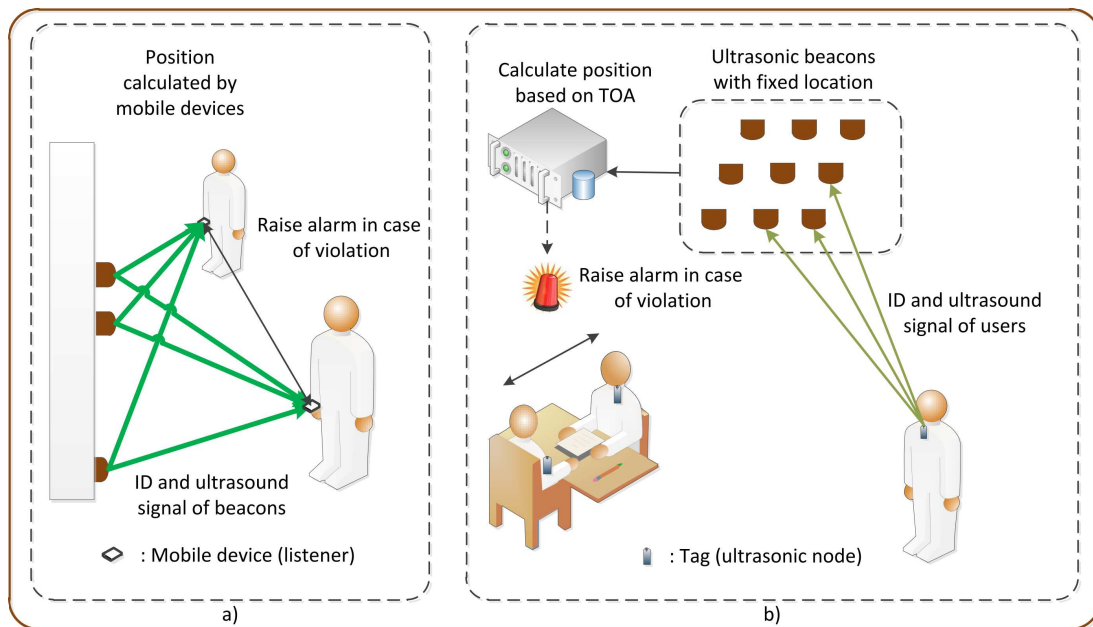 Position
calculated by
mobile devices
Raise alarm in case
of violation
ID and ultrasound
signal of beacons
: Mobile device (listener)
a)
Calculate position
based on TOA
Ultrasonic beacons
with fixed location
Raise alarm in case
of violation
ID and ultrasound
signal of users
: Tag (ultrasonic node)
b)